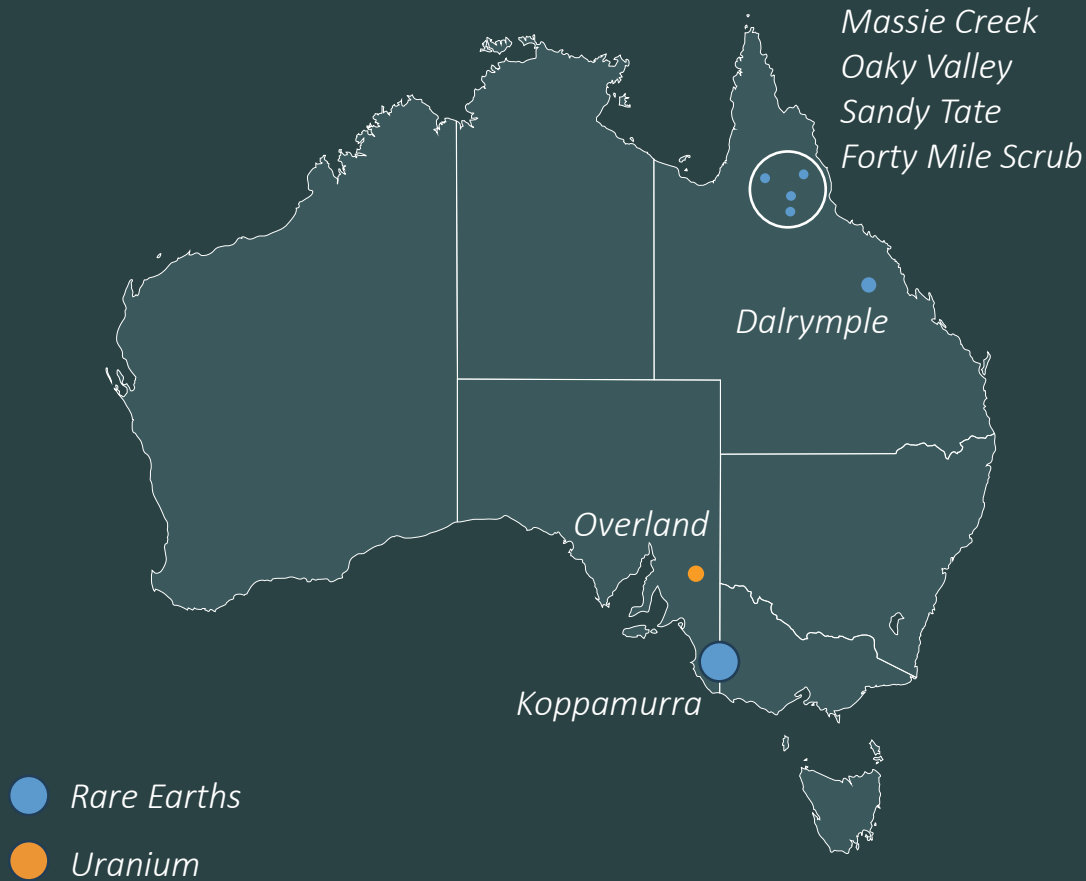 Massie Creek
Oaky Valley
Sandy Tate
Forty Mile Scrub
Dalrymple
Overland
Koppamurra
Rare Earths
Uranium